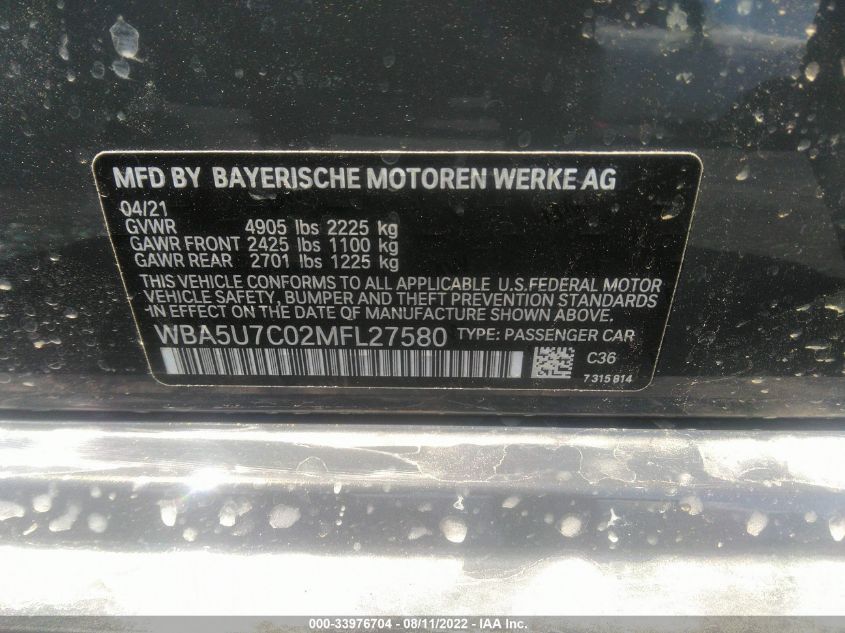 MFD BY BAYERISCHE MOTOREN WERKE AG
04/21
GVWR 4905 lbs 2225 kg
GAWR FRONT 2425 lbs 1100 kg
GAWR REAR 2701 lbs 1225 kg
THIS VEHICLE CONFORMS TO ALL APPLICABLE U.S.FEDERAL MOTOR
VEHICLE SAFETY, BUMPER AND THEFT PREVENTION STANDARDS
IN EFFECT ON THE DATE OF MANUFACTURE SHOWN ABOVE.
WBA5U7C02MFL27580 TYPE: PASSENGER CAR
C36
7 315 814
000-33976704 - 08/11/2022 - IAA Inc.